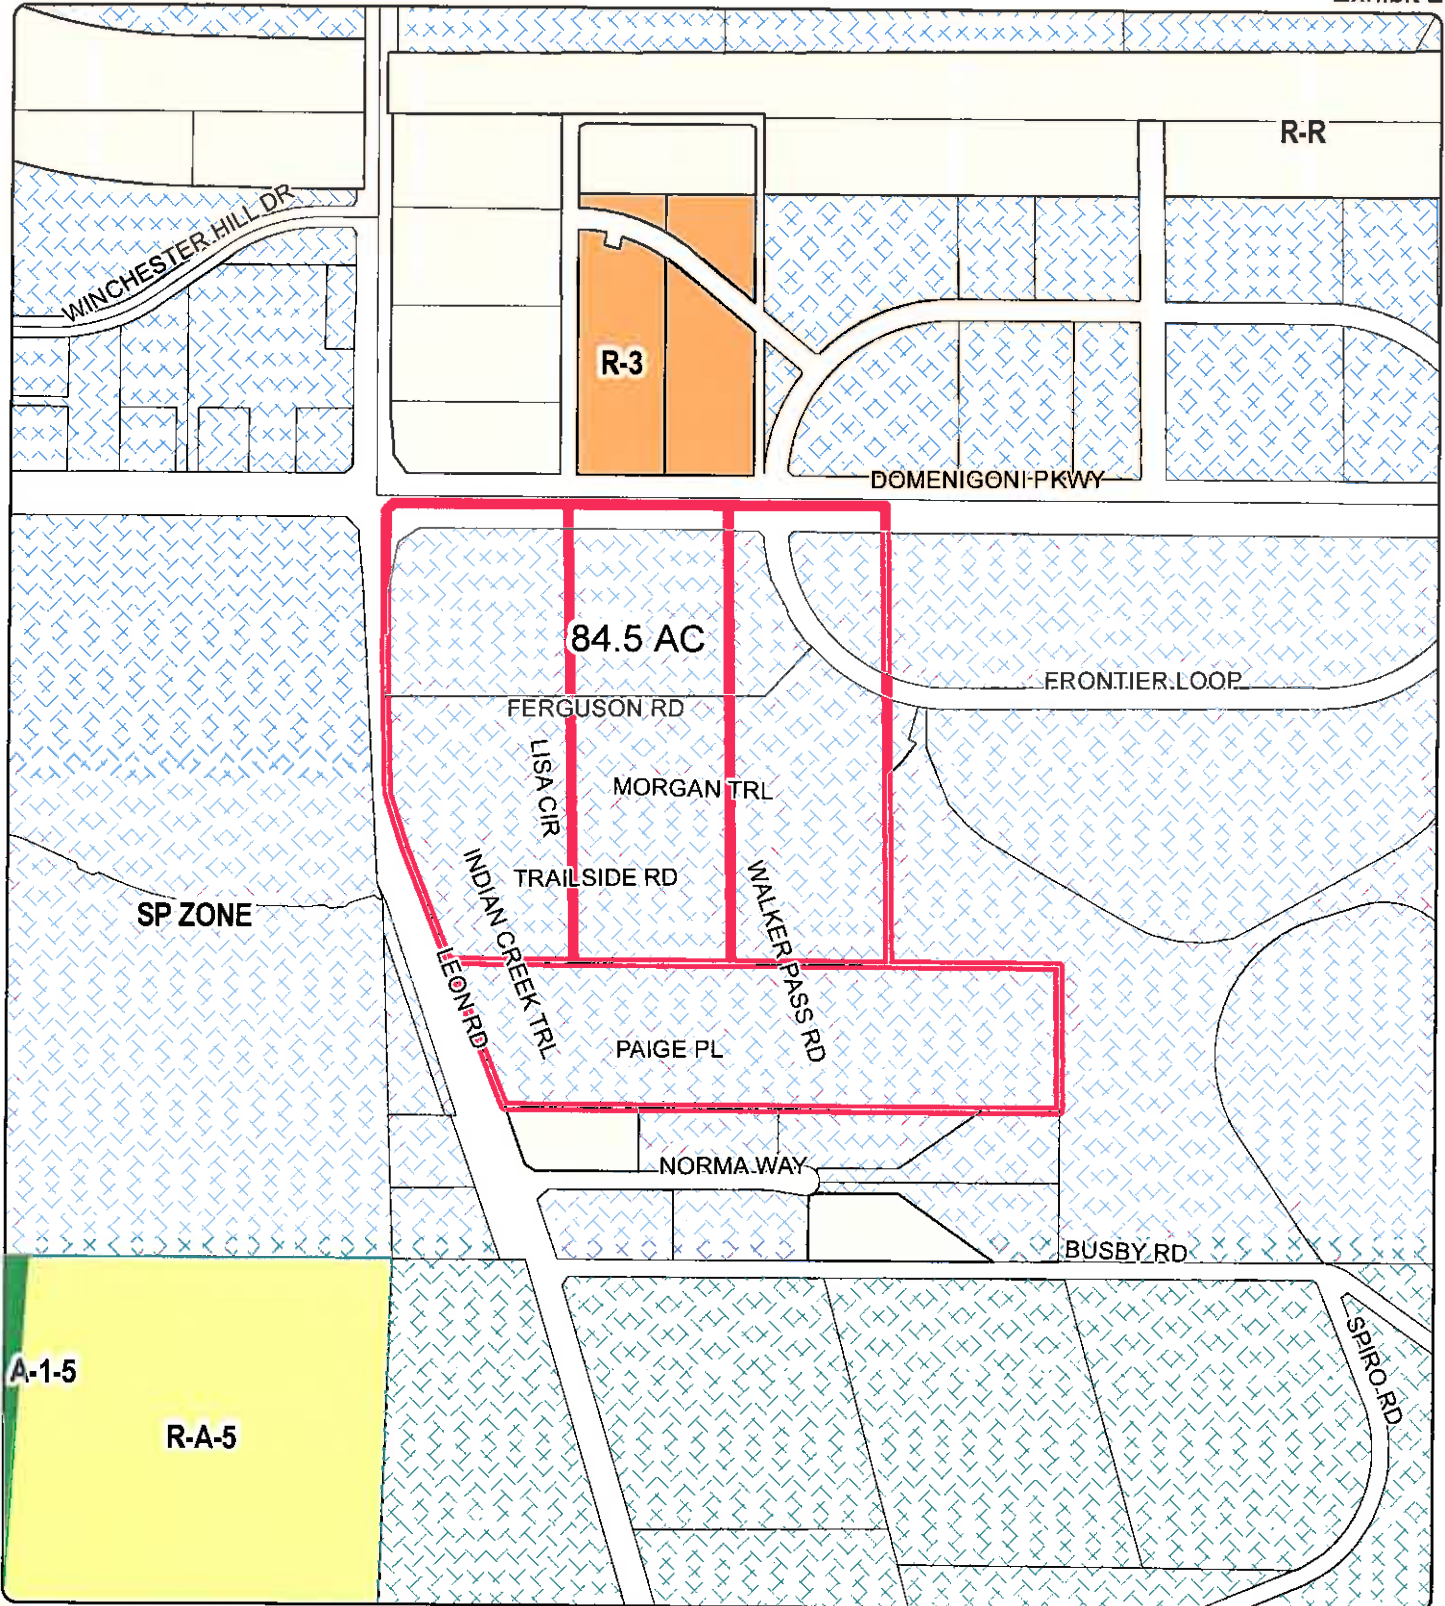 R-R
WINCHESTER HILL DR
R-3
DOMENIGONI PKWY
84.5 AC
FRONTIER LOOP
FERGUSON RD
LISA CIR
MORGAN TRL
TRAILSIDE RD
INDIAN CREEK TRL
WALKER PASS RD
SP ZONE
LEON RD
PAIGE PL
NORMA WAY
BUSBY RD
SPIRO RD
A-1-5
R-A-5